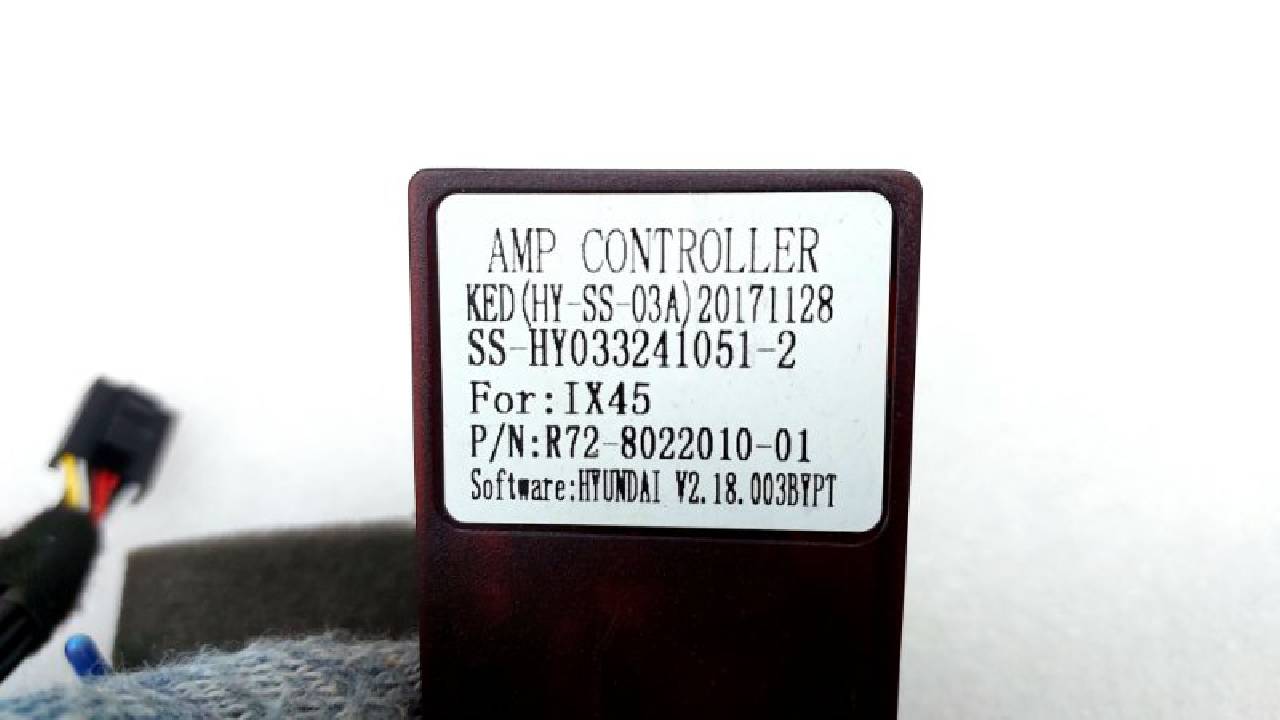 AMP CONTROLLER
KED(HY-SS-03A)20171128
SS-HY033241051-2
For:IX45
P/N:R72-8022010-01
Software:HYUNDAI V2.18.003BYPT